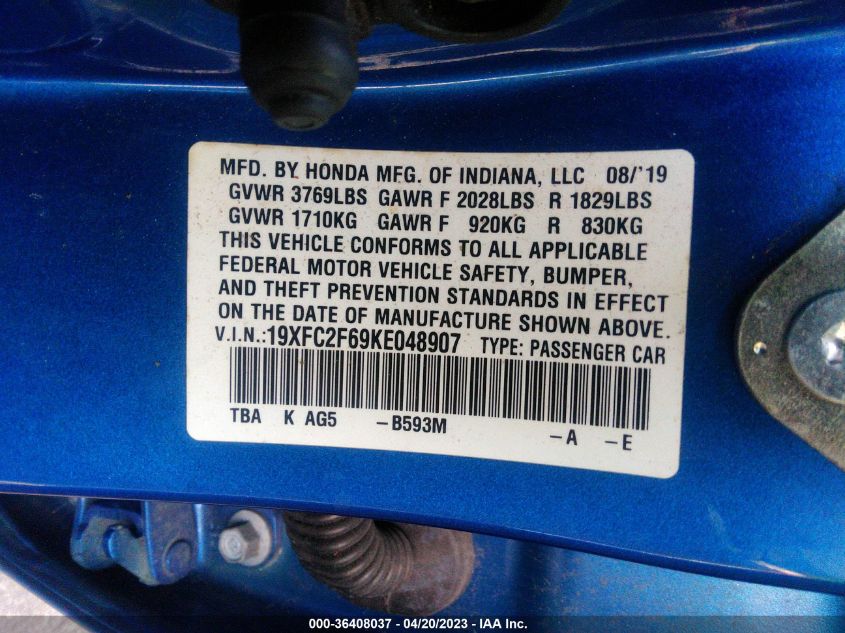 MFD. BY HONDA MFG. OF INDIANA, LLC 08/'19
GVWR 3769LBS GAWR F 2028LBS R 1829LBS
GVWR 1710KG GAWR F 920KG R 830KG
THIS VEHICLE CONFORMS TO ALL APPLICABLE
FEDERAL MOTOR VEHICLE SAFETY, BUMPER,
AND THEFT PREVENTION STANDARDS IN EFFECT
ON THE DATE OF MANUFACTURE SHOWN ABOVE.
V.I.N.:19XFC2F69KE048907 TYPE: PASSENGER CAR
TBA K AG5 -B593M -A -E
000-36408037 - 04/20/2023 - IAA Inc.